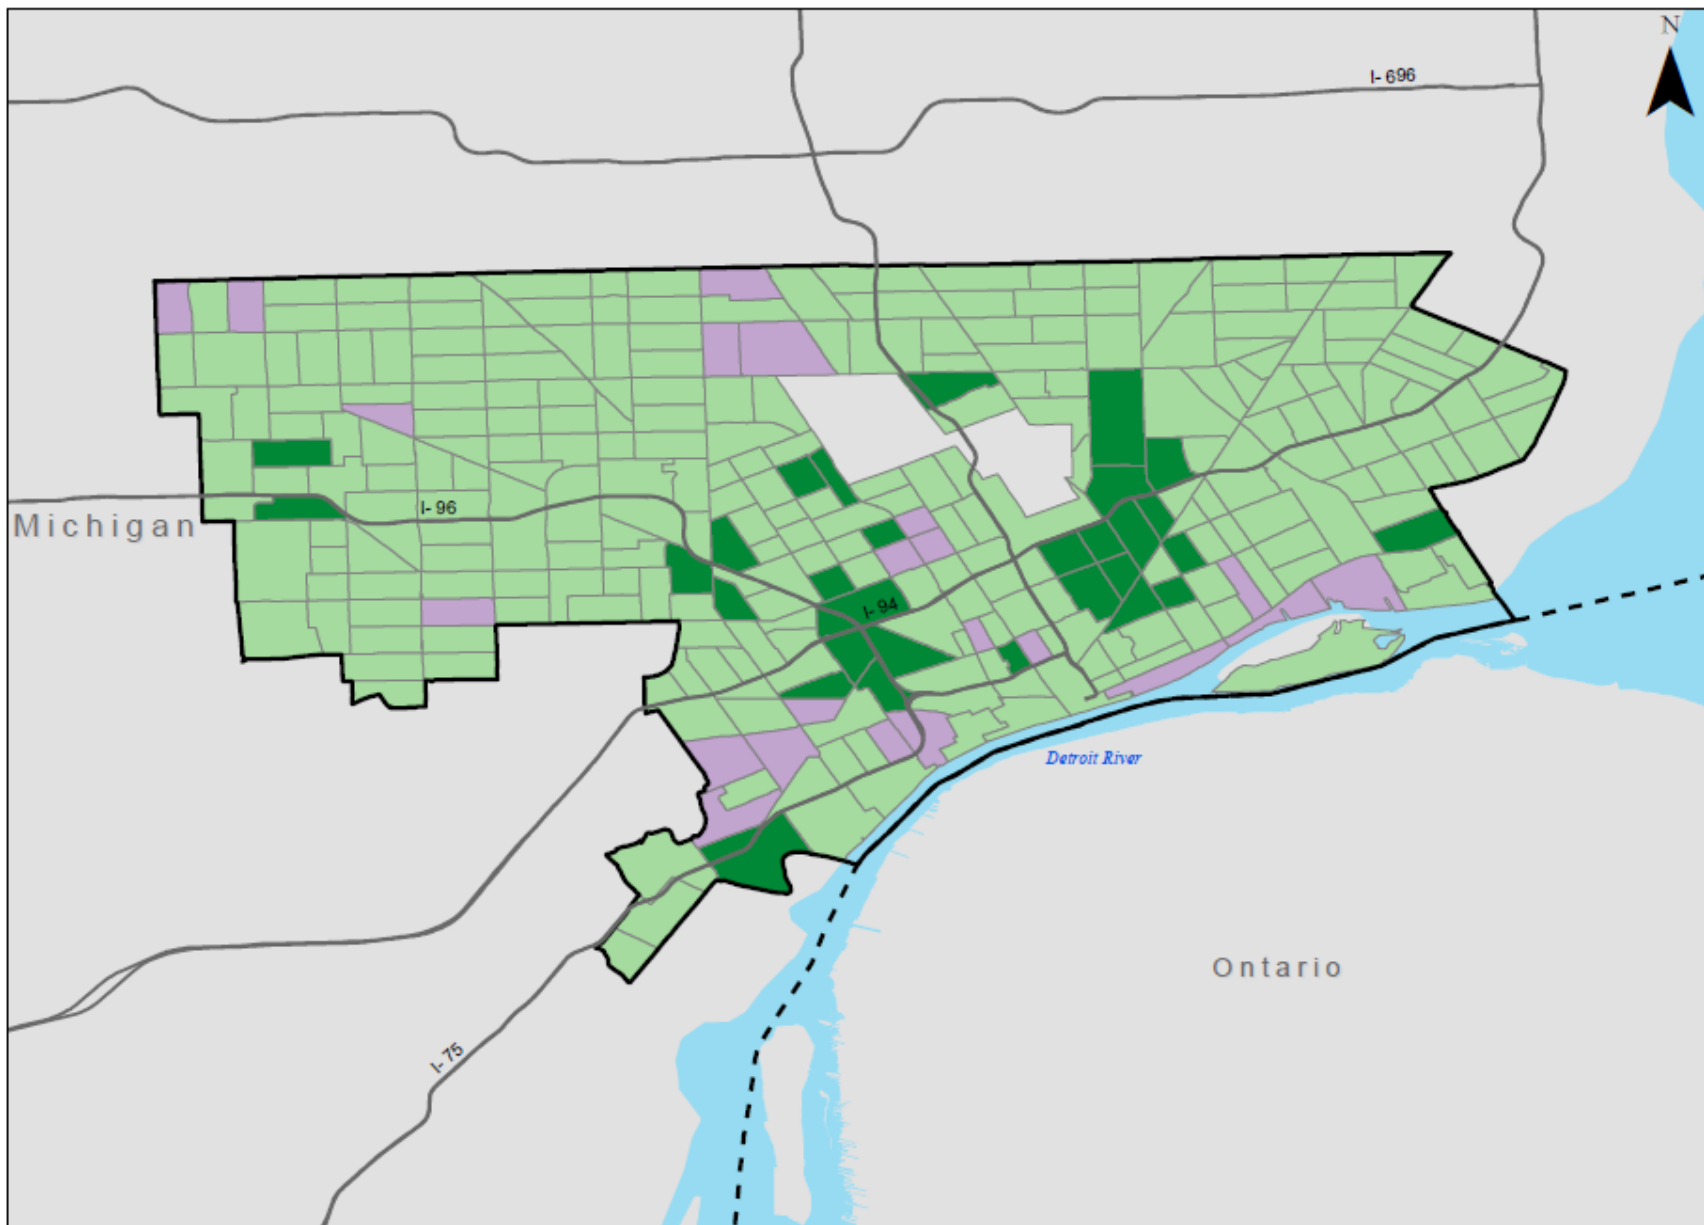 N
I- 696
I- 96
Michigan
I- 94
Detroit River
Ontario
I- 75